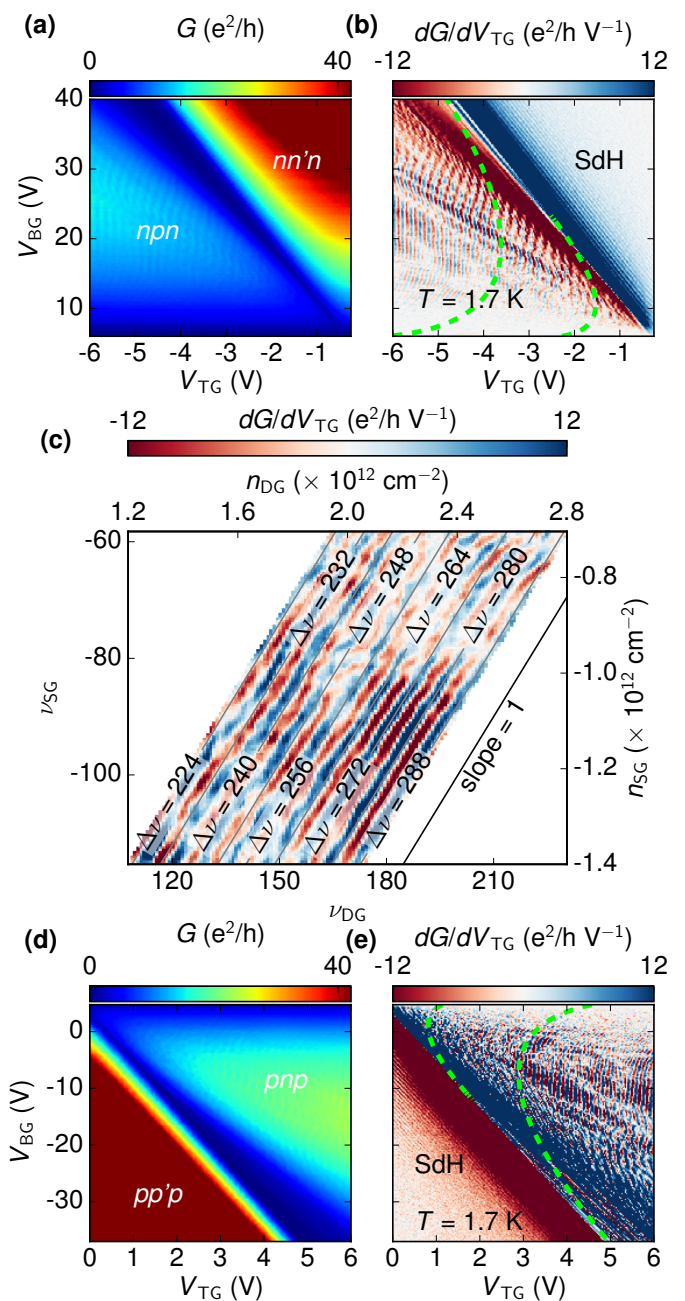 (a)
G (e²/h)
0 40
40
30
20
10
V_BG (V)
nn'n
npn
-6 -5 -4 -3 -2 -1
V_TG (V)
(b)
dG/dV_TG (e²/h V⁻¹)
-12 12
SdH
T = 1.7 K
-6 -5 -4 -3 -2 -1
V_TG (V)
(c)
dG/dV_TG (e²/h V⁻¹)
-12 12
n_DG (× 10¹² cm⁻²)
1.2 1.6 2.0 2.4 2.8
-60
-80
-100
ν_SG
Δν = 232
Δν = 248
Δν = 264
Δν = 280
Δν = 224
Δν = 240
Δν = 256
Δν = 272
Δν = 288
slope = 1
-0.8
-1.0
-1.2
-1.4
n_SG (× 10¹² cm⁻²)
120 150 180 210
ν_DG
(d)
G (e²/h)
0 40
0
-10
-20
-30
V_BG (V)
pnp
pp'p
0 1 2 3 4 5 6
V_TG (V)
(e)
dG/dV_TG (e²/h V⁻¹)
-12 12
SdH
T = 1.7 K
0 1 2 3 4 5 6
V_TG (V)